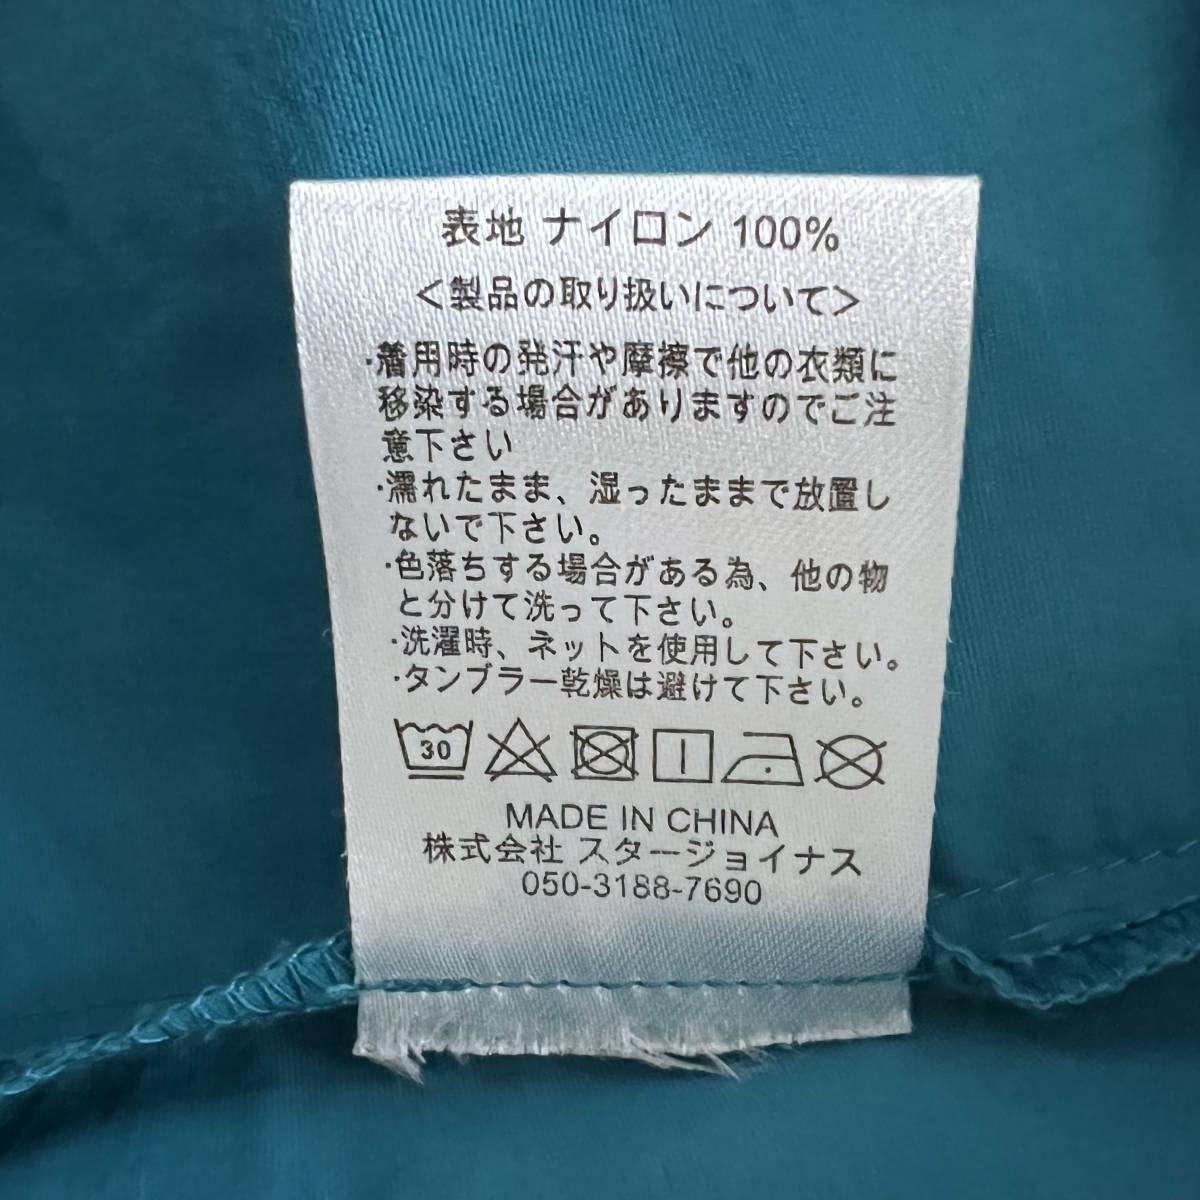 表地 ナイロン 100%
＜製品の取り扱いについて＞
·着用時の発汗や摩擦で他の衣類に
移染する場合がありますのでご注
意下さい
·濡れたまま、湿ったままで放置し
ないで下さい。
·色落ちする場合がある為、他の物
と分けて洗って下さい。
·洗濯時、ネットを使用して下さい。
·タンブラー乾燥は避けて下さい。
30
MADE IN CHINA
株式会社 スタージョイナス
050-3188-7690